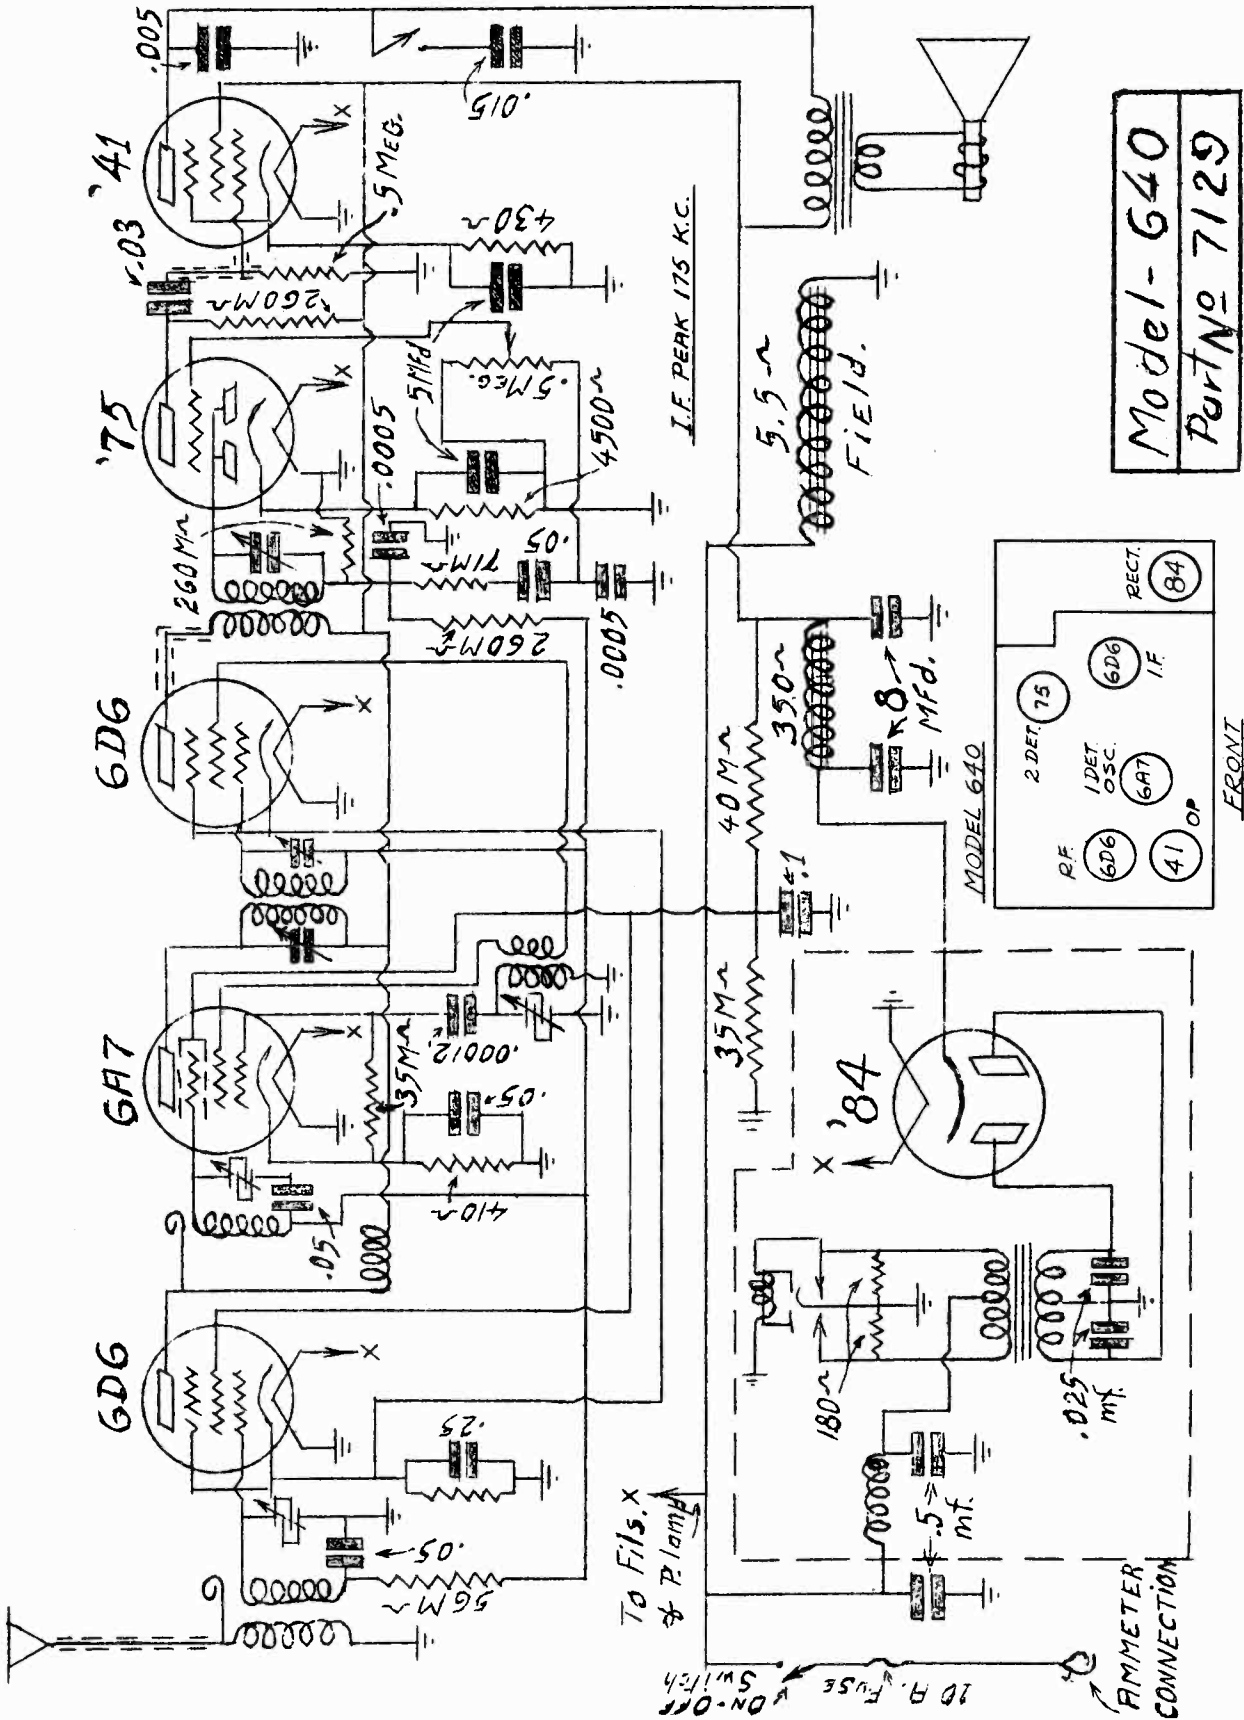 6D6
6A7
6D6
'75
'41
.005
.03
260M~
.5 MEG.
.015
430~
5Mfd
.5 MEG.
4500~
.0005
260M~
71M~
.05
260M~
.0005
I.F. PEAK 175 K.C.
.00012
35M~
.05
410~
.05
.25
.05
56M~
To Fils. X
& P. lamp
X
X
X
X
X
X
5.5~
FiElD.
350~
8
MFd.
40M~
.1
35M~
'84
180~
.025
mf.
.5
mf.
ON-OFF
Switch
20 A. FUSE
AMMETER
CONNECTION
MODEL 640
R.F.
6D6
41
OP
1 DET.
OSC.
6A7
2 DET.
75
6D6
I.F.
RECT.
84
FRONT
Model-640
Part No 7129